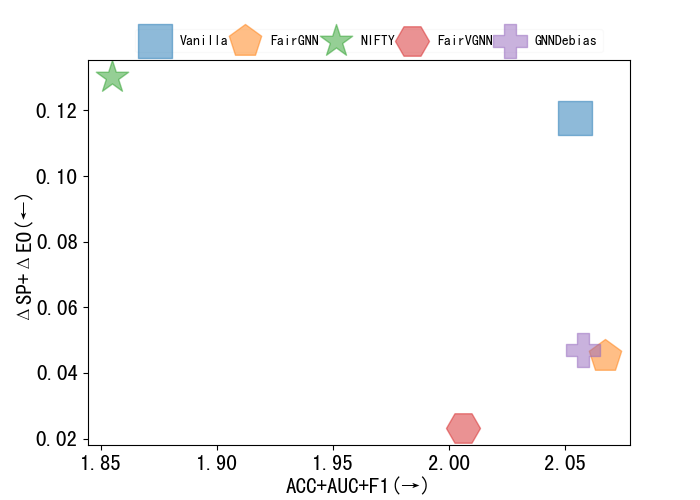 Vanilla FairGNN NIFTY FairVGNN GNNDebias
0.12
0.10
0.08
0.06
0.04
0.02
ΔSP+ΔEO(←)
1.85 1.90 1.95 2.00 2.05
ACC+AUC+F1(→)